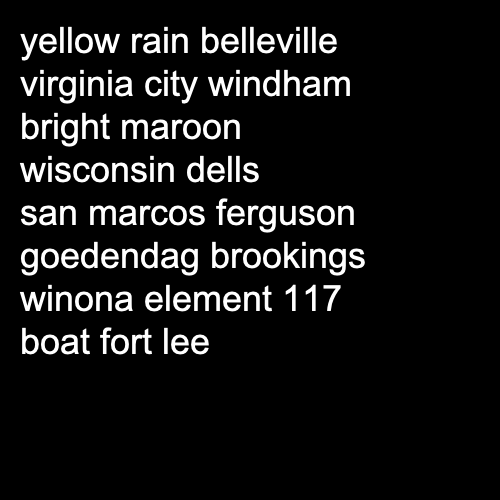 yellow rain belleville
virginia city windham
bright maroon
wisconsin dells
san marcos ferguson
goedendag brookings
winona element 117
boat fort lee